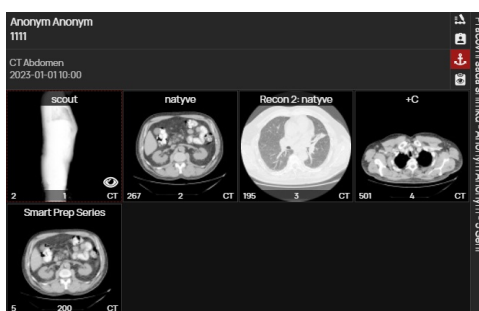 Anonym Anonym
1111
CT Abdomen
2023-01-01 10:00
scout
2 1 CT
natyve
267 2 CT
Recon 2: natyve
195 3 CT
+C
501 4 CT
Smart Prep Series
5 200 CT